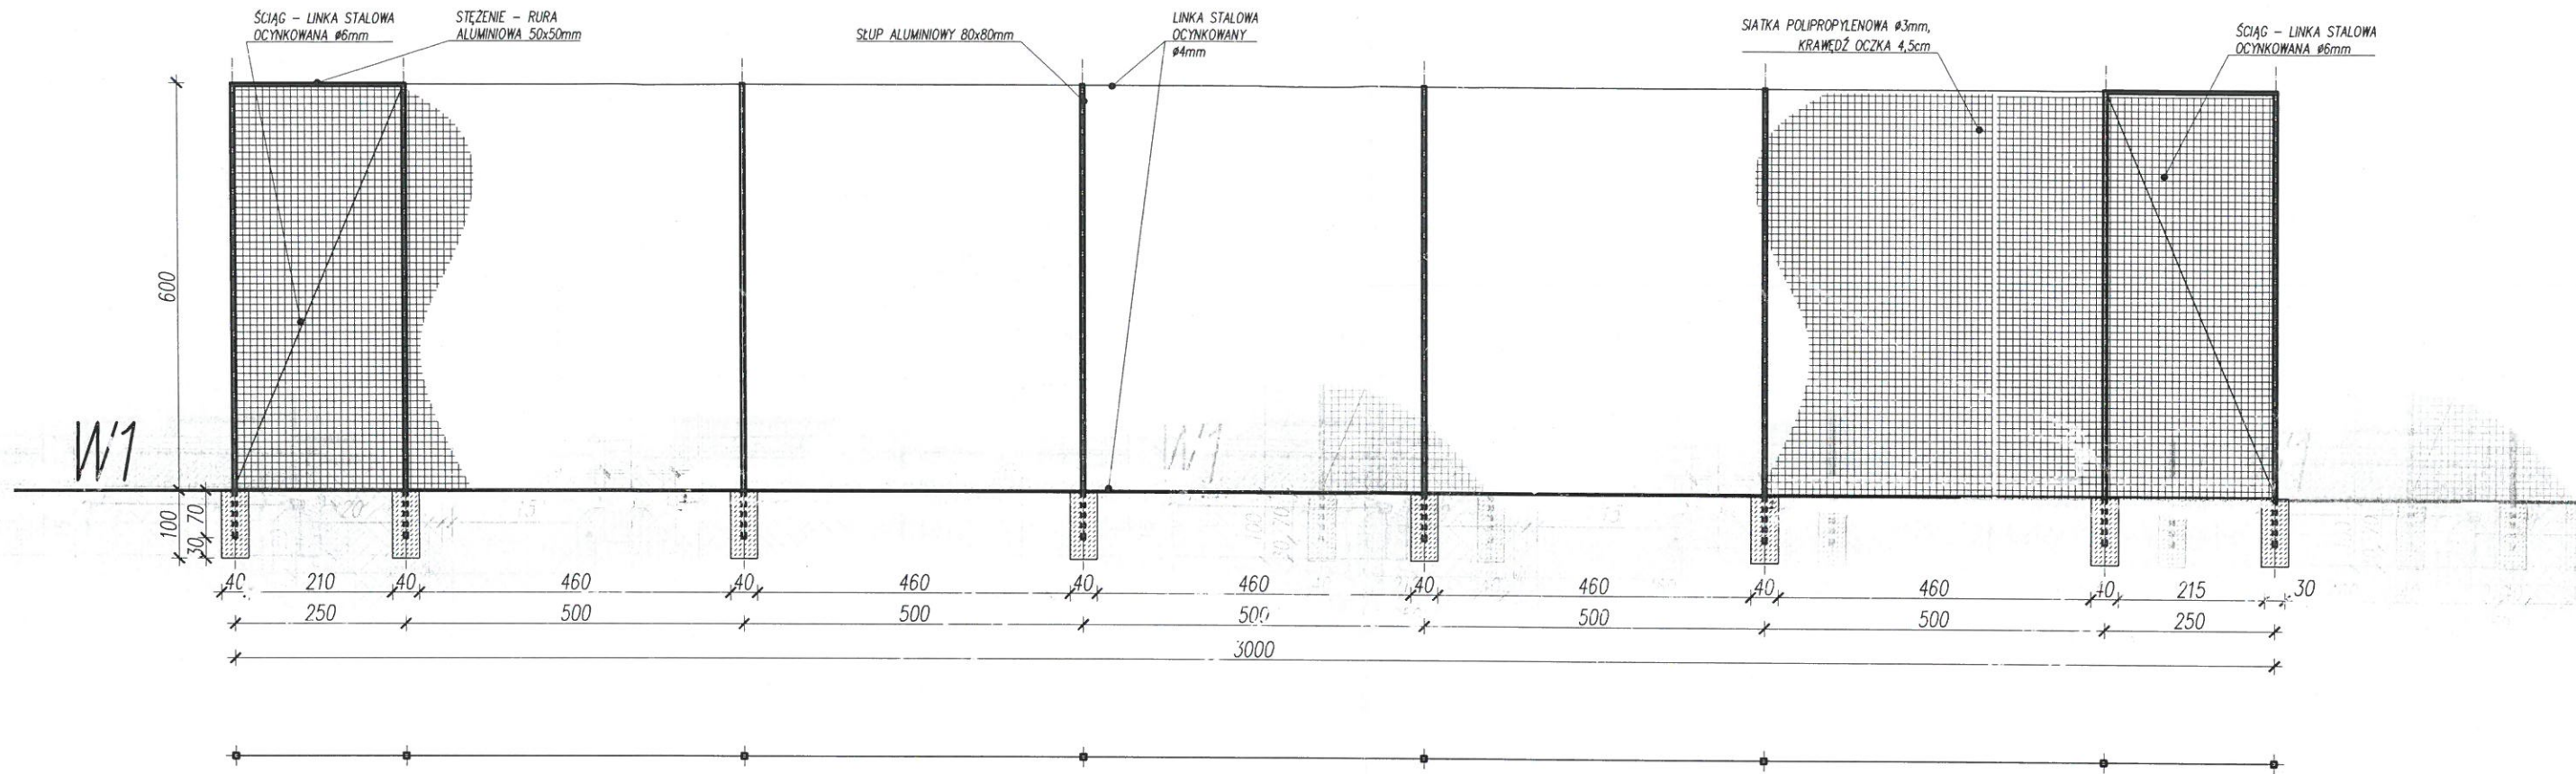 ŚCIĄG - LINKA STALOWA
OCYNKOWANA ø6mm
STĘŻENIE - RURA
ALUMINIOWA 50x50mm
SŁUP ALUMINIOWY 80x80mm
LINKA STALOWA
OCYNKOWANY
ø4mm
SIATKA POLIPROPYLENOWA ø3mm,
KRAWĘDŹ OCZKA 4,5cm
ŚCIĄG - LINKA STALOWA
OCYNKOWANA ø6mm
600
W1
W1
100
70
30
40 210 40 460 40 460 40 460 40 460 40 460 40 215 30
250 500 500 500 500 500 250
3000